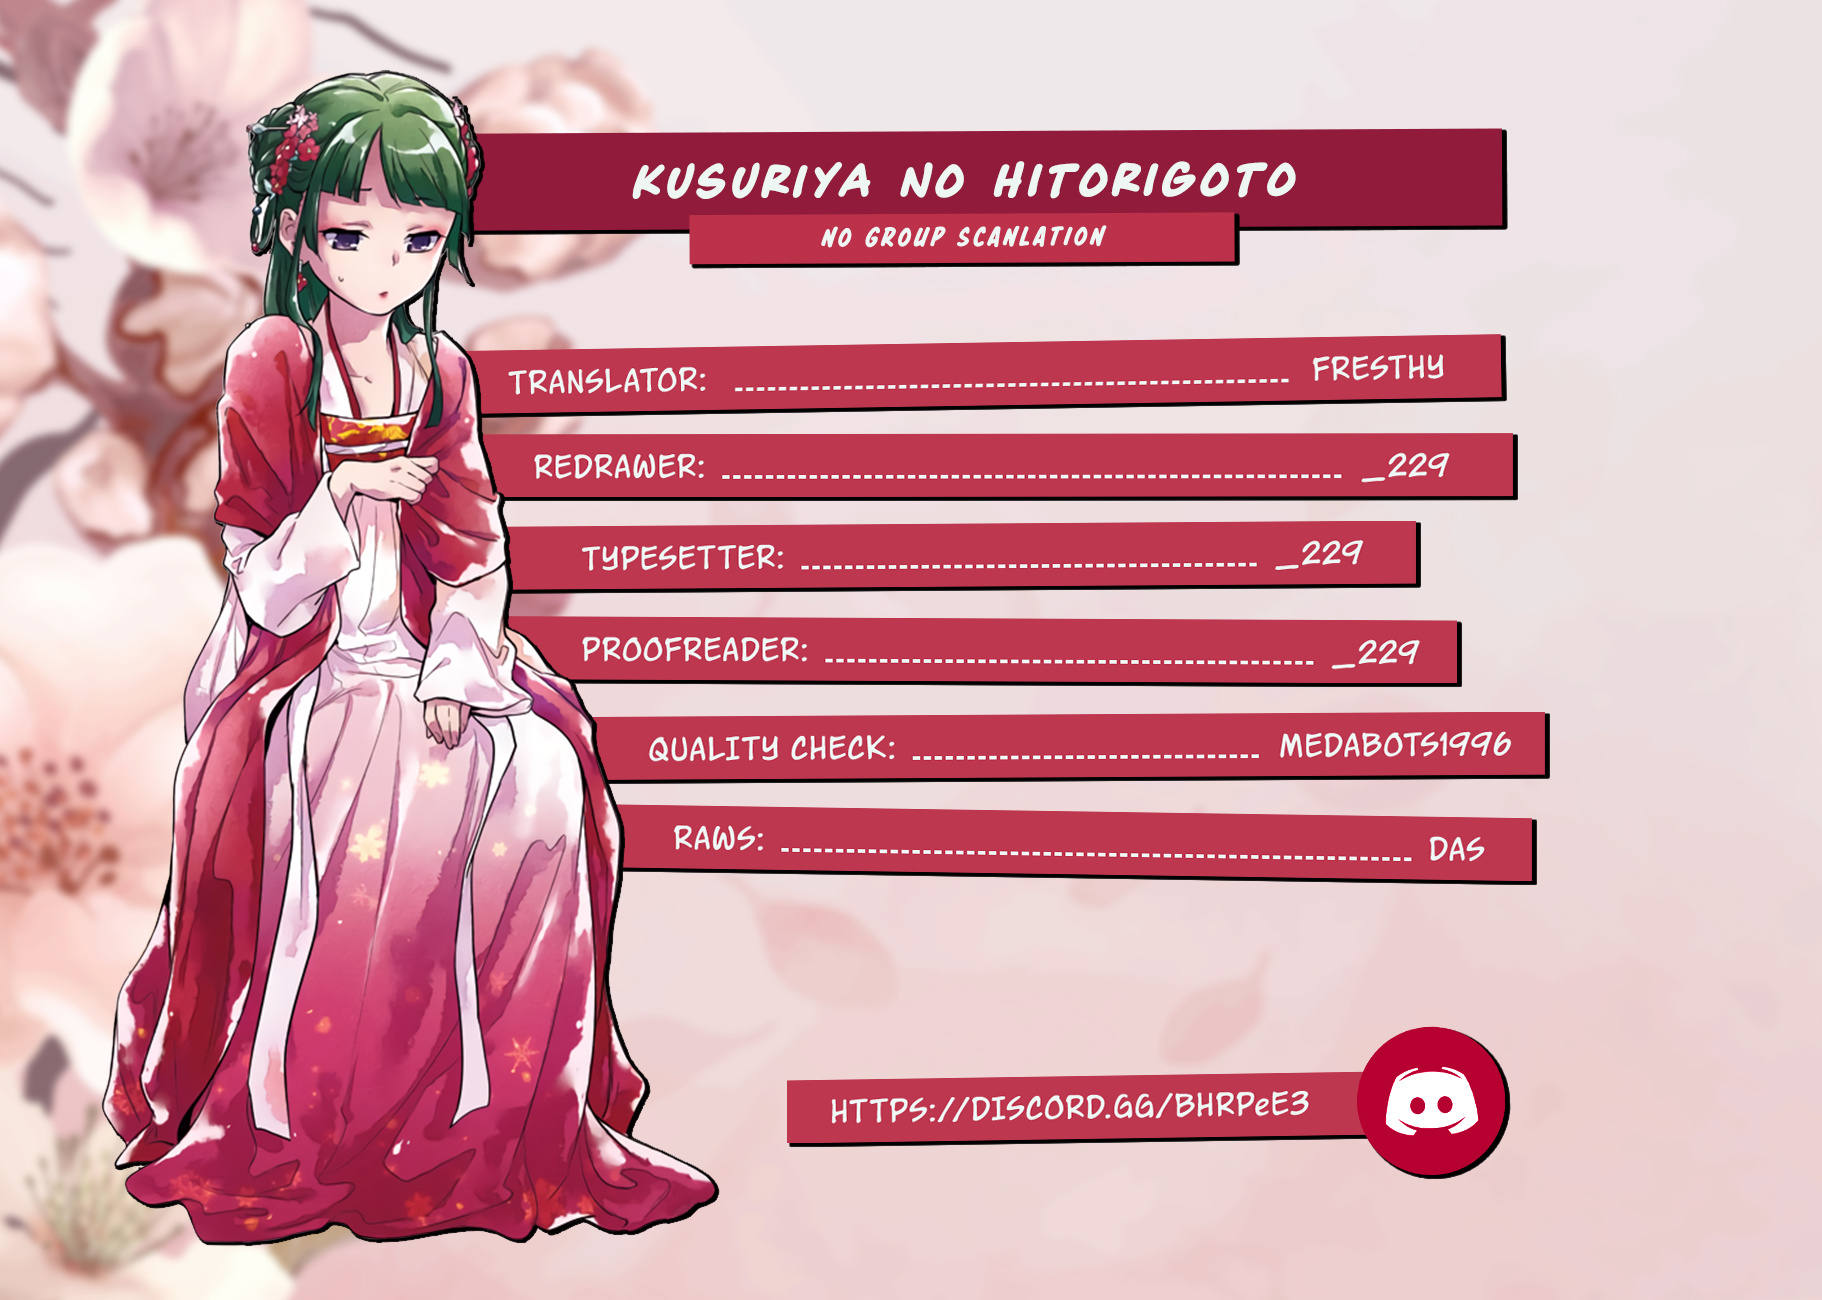 KUSURIYA NO HITORIGOTO
NO GROUP SCANLATION
TRANSLATOR: FRESTHY
REDRAWER: _229
TYPESETTER: _229
PROOFREADER: _229
QUALITY CHECK: MEDABOTS1996
RAWS: DAS
HTTPS://DISCORD.GG/BHRPeE3